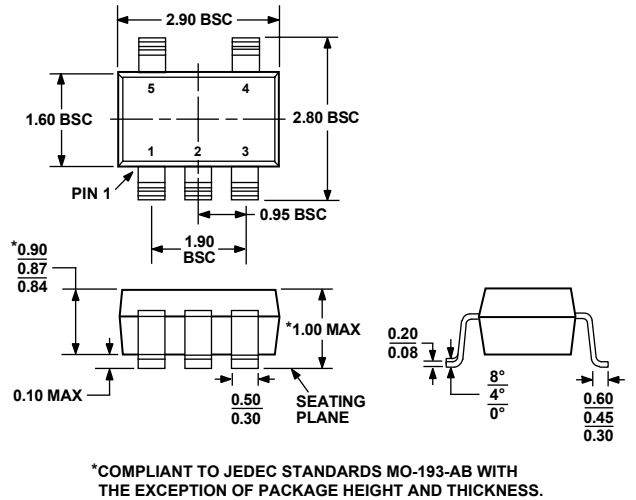 2.90 BSC
5
4
1.60 BSC
2.80 BSC
1
2
3
PIN 1
0.95 BSC
1.90
BSC
*0.90
0.87
0.84
*1.00 MAX
0.10 MAX
0.50
0.30
SEATING
PLANE
0.20
0.08
8°
4°
0°
0.60
0.45
0.30
*COMPLIANT TO JEDEC STANDARDS MO-193-AB WITH
THE EXCEPTION OF PACKAGE HEIGHT AND THICKNESS.